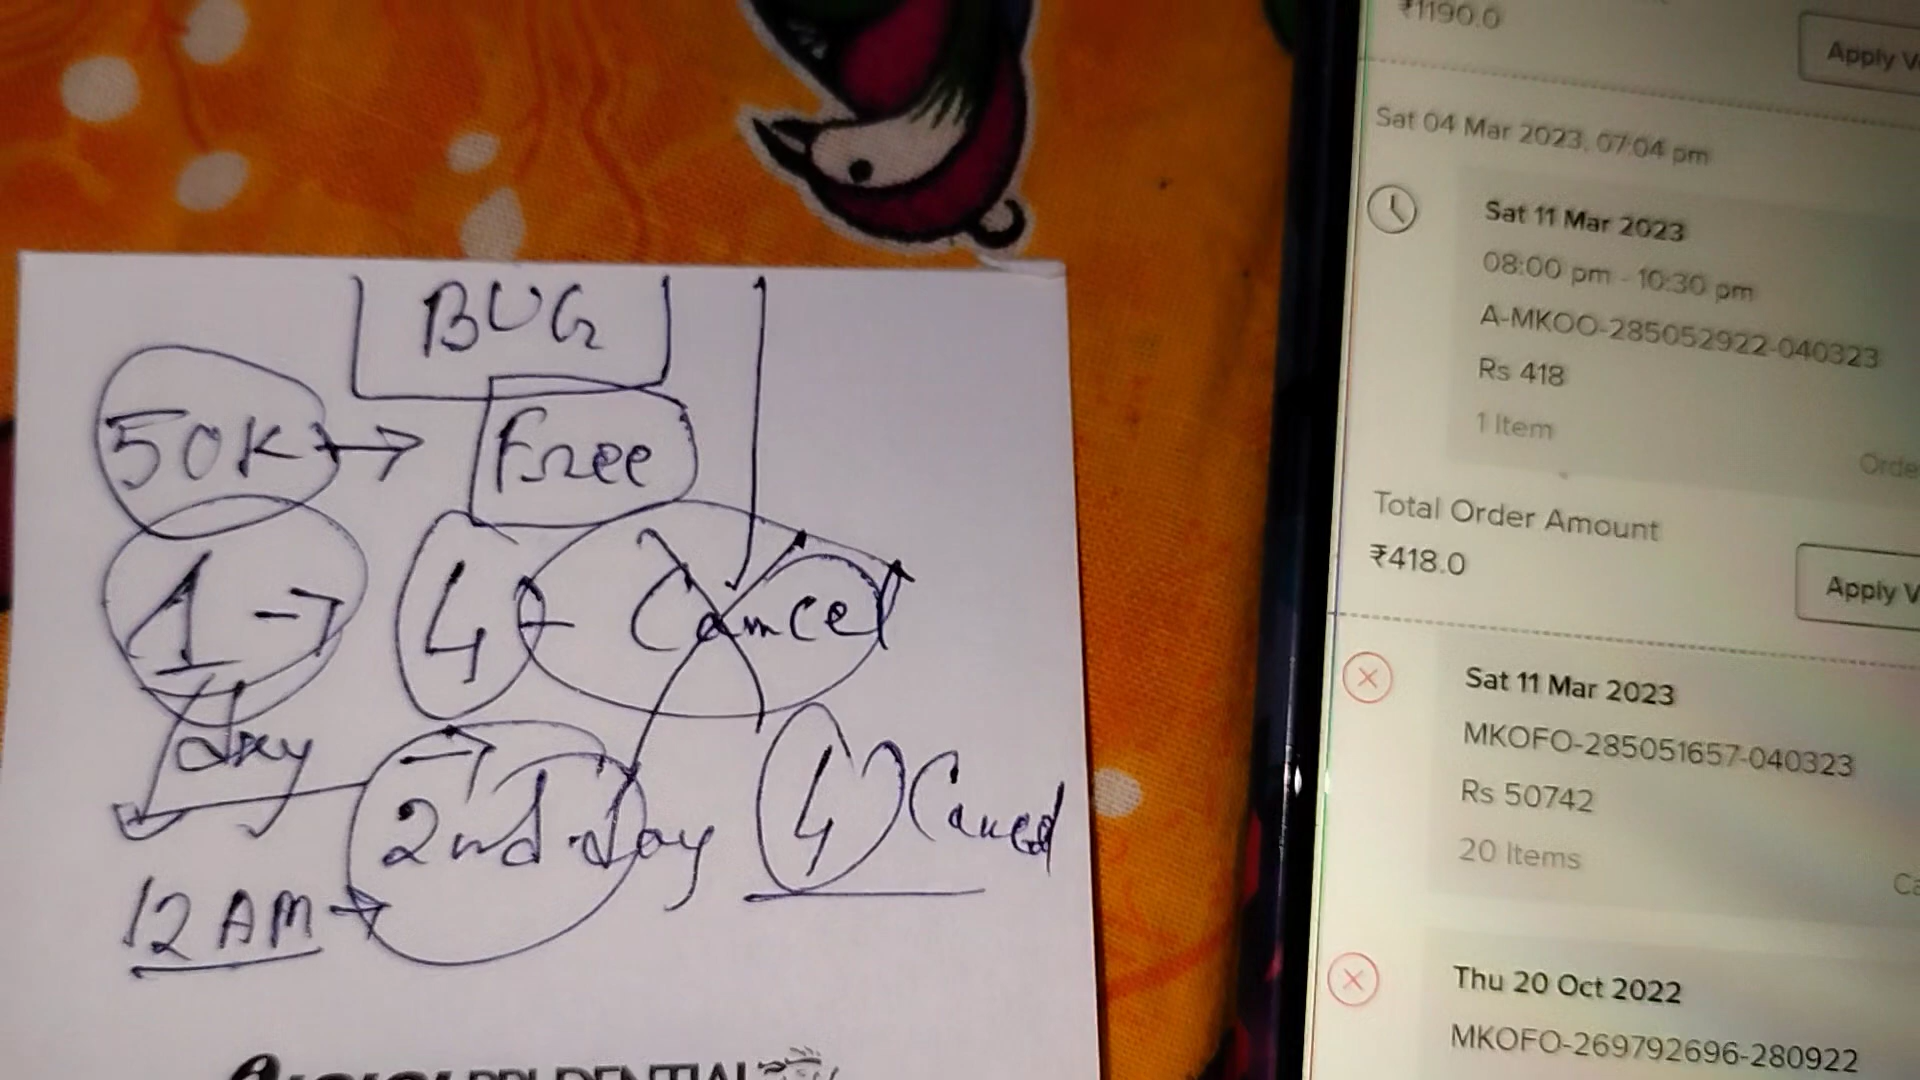 BUG
50K → Free
1 → 4 - Cancel
day
2nd day 4 Cancel
12 AM →
PRUDENTIAL
₹1190.0
Apply V
Sat 04 Mar 2023, 07:04 pm
Sat 11 Mar 2023
08:00 pm - 10:30 pm
A-MKOO-285052922-040323
Rs 418
1 Item
Orde
Total Order Amount
₹418.0
Apply V
Sat 11 Mar 2023
MKOFO-285051657-040323
Rs 50742
20 Items
Ca
Thu 20 Oct 2022
MKOFO-269792696-280922